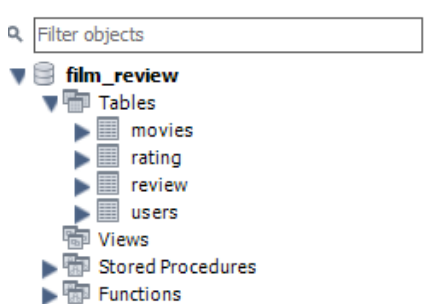 Filter objects
film_review
Tables
movies
rating
review
users
Views
Stored Procedures
Functions